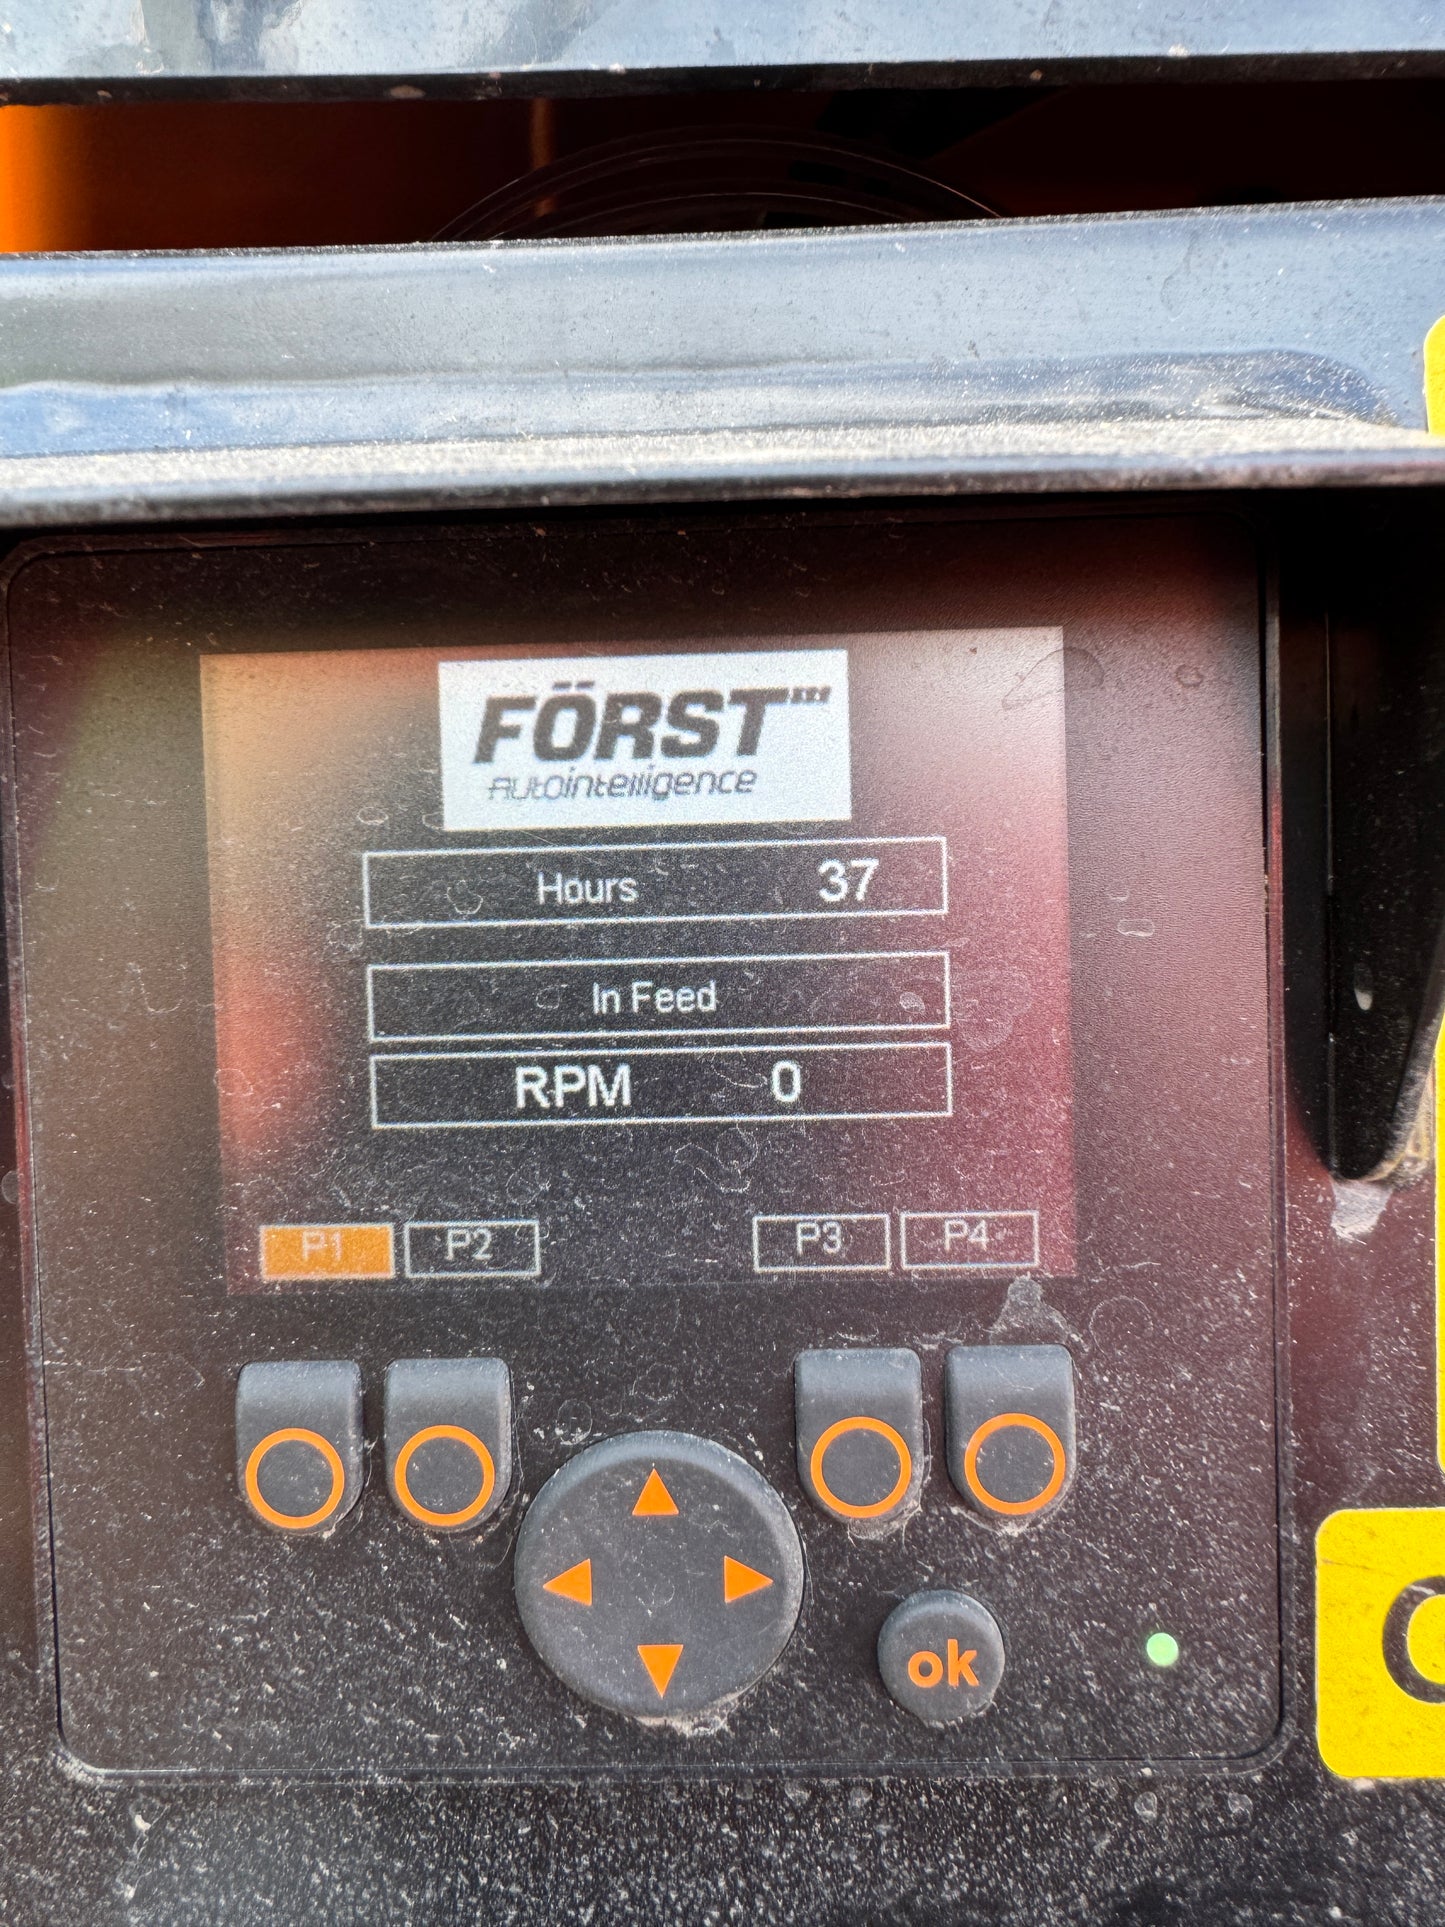 FÖRST
Autointelligence
Hours 37
In Feed
RPM 0
P1 P2 P3 P4
ok